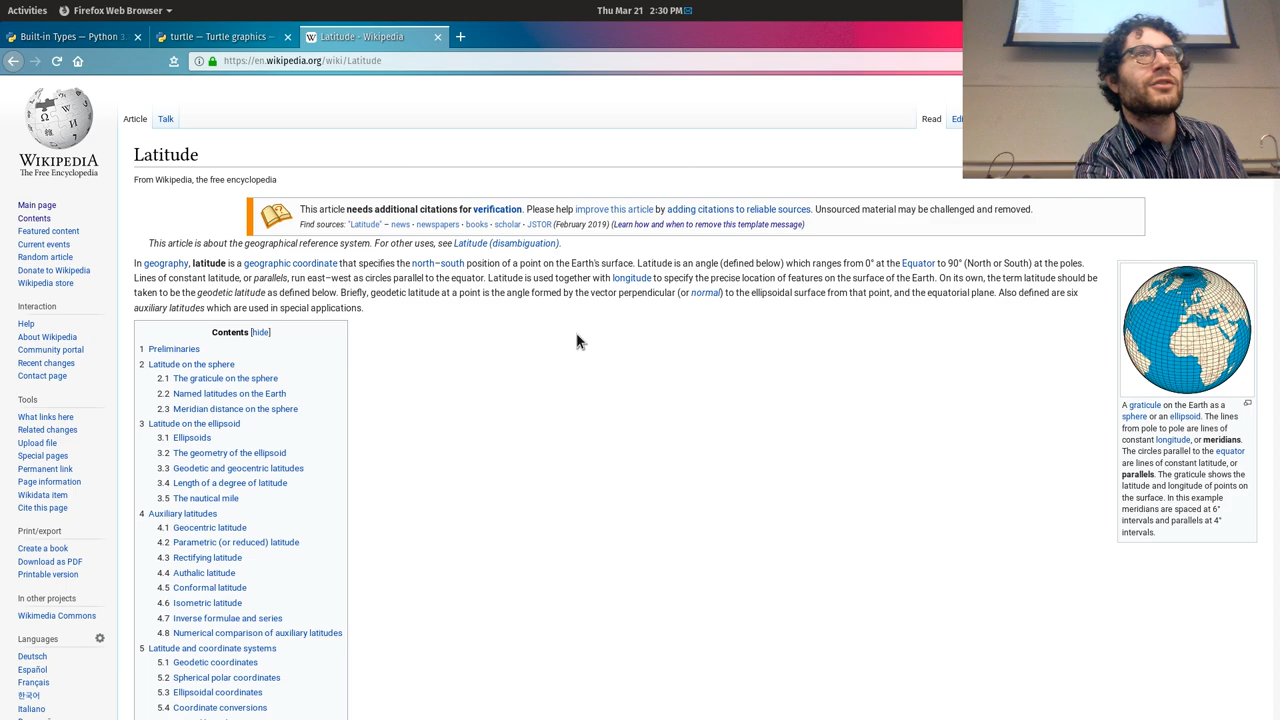 Activities
Firefox Web Browser
Thu Mar 21 2:30 PM
Built-in Types — Python 3.
turtle — Turtle graphics —
Latitude - Wikipedia
https://en.wikipedia.org/wiki/Latitude
WIKIPEDIA
The Free Encyclopedia
Main page
Contents
Featured content
Current events
Random article
Donate to Wikipedia
Wikipedia store
Interaction
Help
About Wikipedia
Community portal
Recent changes
Contact page
Tools
What links here
Related changes
Upload file
Special pages
Permanent link
Page information
Wikidata item
Cite this page
Print/export
Create a book
Download as PDF
Printable version
In other projects
Wikimedia Commons
Languages
Deutsch
Español
Français
한국어
Italiano
Article Talk
Read Edi
Latitude
From Wikipedia, the free encyclopedia
This article needs additional citations for verification. Please help improve this article by adding citations to reliable sources. Unsourced material may be challenged and removed.
Find sources: "Latitude" – news · newspapers · books · scholar · JSTOR (February 2019) (Learn how and when to remove this template message)
This article is about the geographical reference system. For other uses, see Latitude (disambiguation).
In geography, latitude is a geographic coordinate that specifies the north–south position of a point on the Earth's surface. Latitude is an angle (defined below) which ranges from 0° at the Equator to 90° (North or South) at the poles.
Lines of constant latitude, or parallels, run east–west as circles parallel to the equator. Latitude is used together with longitude to specify the precise location of features on the surface of the Earth. On its own, the term latitude should be
taken to be the geodetic latitude as defined below. Briefly, geodetic latitude at a point is the angle formed by the vector perpendicular (or normal) to the ellipsoidal surface from that point, and the equatorial plane. Also defined are six
auxiliary latitudes which are used in special applications.
Contents [hide]
1 Preliminaries
2 Latitude on the sphere
2.1 The graticule on the sphere
2.2 Named latitudes on the Earth
2.3 Meridian distance on the sphere
3 Latitude on the ellipsoid
3.1 Ellipsoids
3.2 The geometry of the ellipsoid
3.3 Geodetic and geocentric latitudes
3.4 Length of a degree of latitude
3.5 The nautical mile
4 Auxiliary latitudes
4.1 Geocentric latitude
4.2 Parametric (or reduced) latitude
4.3 Rectifying latitude
4.4 Authalic latitude
4.5 Conformal latitude
4.6 Isometric latitude
4.7 Inverse formulae and series
4.8 Numerical comparison of auxiliary latitudes
5 Latitude and coordinate systems
5.1 Geodetic coordinates
5.2 Spherical polar coordinates
5.3 Ellipsoidal coordinates
5.4 Coordinate conversions
A graticule on the Earth as a
sphere or an ellipsoid. The lines
from pole to pole are lines of
constant longitude, or meridians.
The circles parallel to the equator
are lines of constant latitude, or
parallels. The graticule shows the
latitude and longitude of points on
the surface. In this example
meridians are spaced at 6°
intervals and parallels at 4°
intervals.